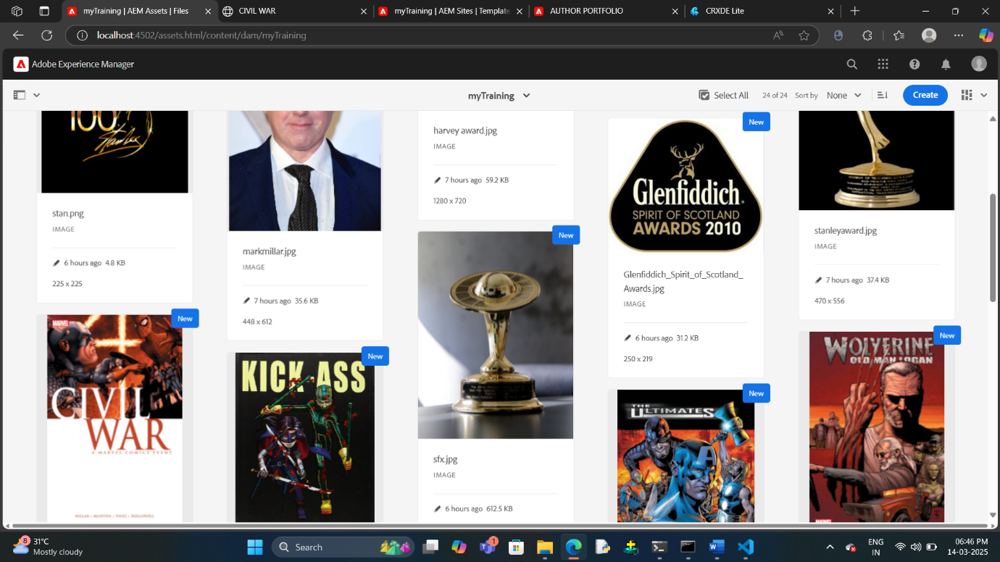 myTraining | AEM Assets | Files
CIVIL WAR
myTraining | AEM Sites | Template
AUTHOR PORTFOLIO
CRXDE Lite
localhost:4502/assets.html/content/dam/myTraining
Adobe Experience Manager
myTraining
Select All
24 of 24
Sort by
None
Create
100
stan.png
IMAGE
6 hours ago 4.8 KB
225 x 225
New
MARVEL
CIVIL
WAR
A MARVEL COMICS EVENT
MILLAR • McNIVEN • VINES • HOLLOWELL
markmillar.jpg
IMAGE
7 hours ago 35.6 KB
448 x 612
New
KICK ASS
harvey award.jpg
IMAGE
7 hours ago 59.2 KB
1280 x 720
New
sfx.jpg
IMAGE
6 hours ago 612.5 KB
New
Glenfiddich®
SPIRIT OF SCOTLAND
AWARDS 2010
Glenfiddich_Spirit_of_Scotland_
Awards.jpg
IMAGE
6 hours ago 31.2 KB
250 x 219
New
THE
ULTIMATES
A
stanleyaward.jpg
IMAGE
7 hours ago 37.4 KB
470 x 556
New
WOLVERINE
OLD MAN LOGAN
MARVEL
8
31°C
Mostly cloudy
Search
1
ENG
IN
06:46 PM
14-03-2025